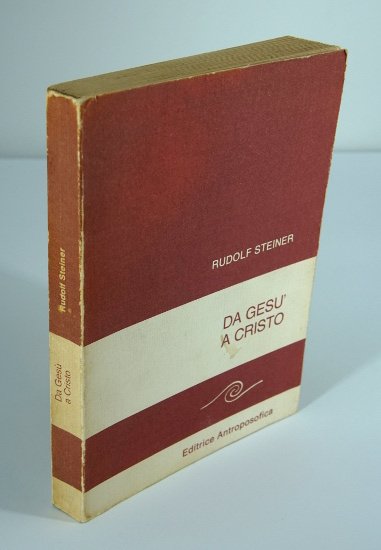 RUDOLF STEINER
DA GESU'
A CRISTO
Editrice Antroposofica
Rudolf Steiner
Da Gesù
a Cristo